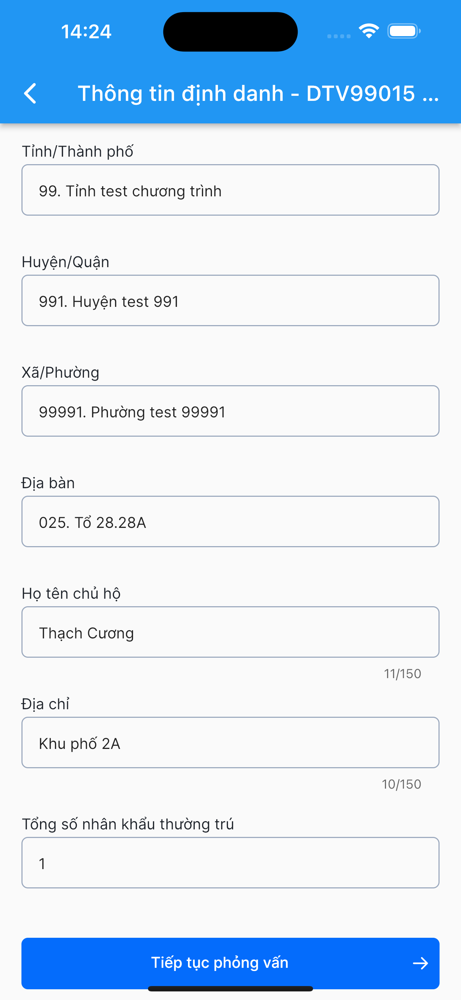 14:24
Thông tin định danh - DTV99015 ...
Tỉnh/Thành phố
99. Tỉnh test chương trình
Huyện/Quận
991. Huyện test 991
Xã/Phường
99991. Phường test 99991
Địa bàn
025. Tổ 28.28A
Họ tên chủ hộ
Thạch Cương
11/150
Địa chỉ
Khu phố 2A
10/150
Tổng số nhân khẩu thường trú
1
Tiếp tục phỏng vấn